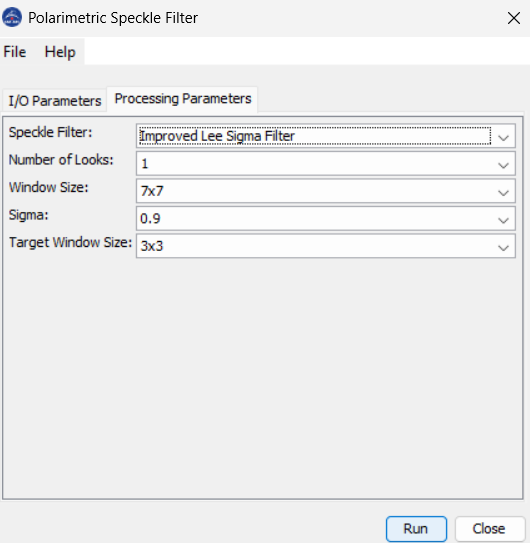 Polarimetric Speckle Filter
File Help
I/O Parameters Processing Parameters
Speckle Filter: Improved Lee Sigma Filter
Number of Looks: 1
Window Size: 7x7
Sigma: 0.9
Target Window Size: 3x3
Run Close